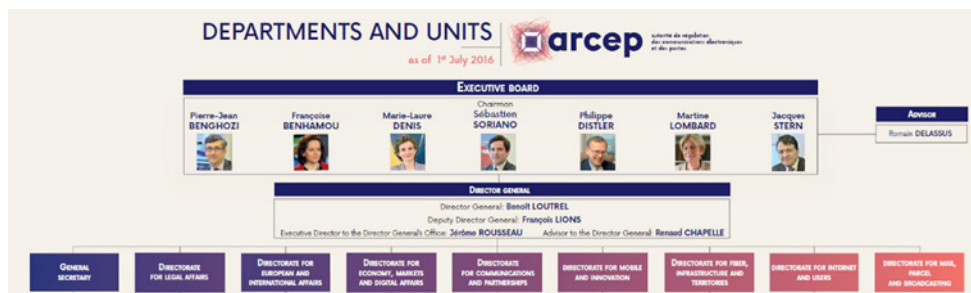 DEPARTMENTS AND UNITS
as of 1st July 2016
arcep
autorité de régulation
des communications électroniques
et des postes
EXECUTIVE BOARD
Pierre-Jean
BENGHOZI
Françoise
BENHAMOU
Marie-Laure
DENIS
Chairman
Sébastien
SORIANO
Philippe
DISTLER
Martine
LOMBARD
Jacques
STERN
ADVISOR
Romain DELASSUS
DIRECTOR GENERAL
Director General: Benoît LOUTREL
Deputy Director General: François LIONS
Executive Director to the Director General's Office: Jérôme ROUSSEAU Advisor to the Director General: Renaud CHAPELLE
GENERAL
SECRETARY
DIRECTORATE
FOR LEGAL AFFAIRS
DIRECTORATE FOR
EUROPEAN AND
INTERNATIONAL AFFAIRS
DIRECTORATE FOR
ECONOMY, MARKETS
AND DIGITAL AFFAIRS
DIRECTORATE
FOR COMMUNICATIONS
AND PARTNERSHIPS
DIRECTORATE FOR MOBILE
AND INNOVATION
DIRECTORATE FOR FIBER,
INFRASTRUCTURE AND
TERRITORIES
DIRECTORATE FOR INTERNET
AND USERS
DIRECTORATE FOR MAIL,
PARCEL
AND BROADCASTING